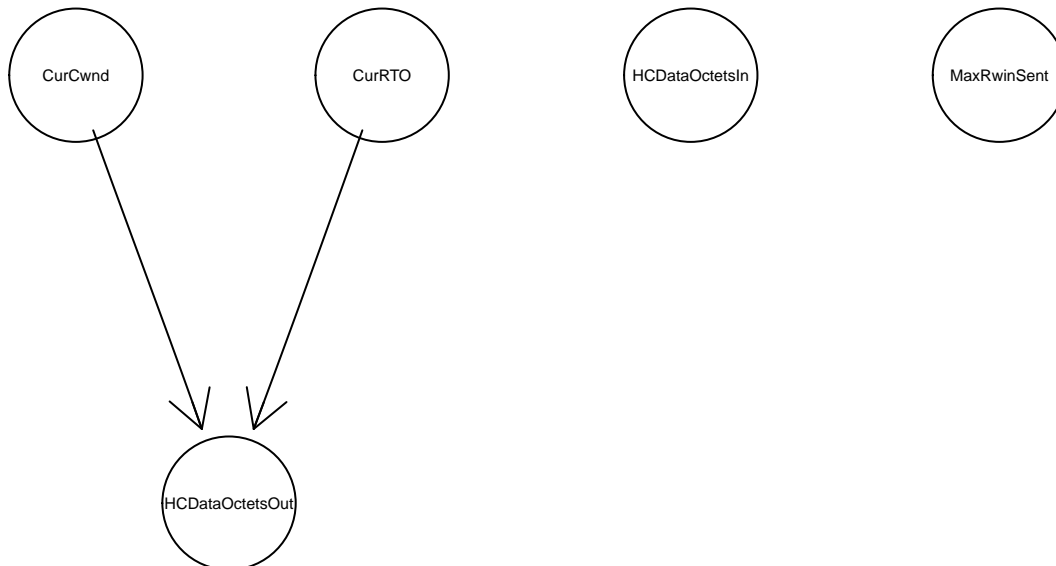 CurCwnd
CurRTO
HCDataOctetsIn
MaxRwinSent
HCDataOctetsOut